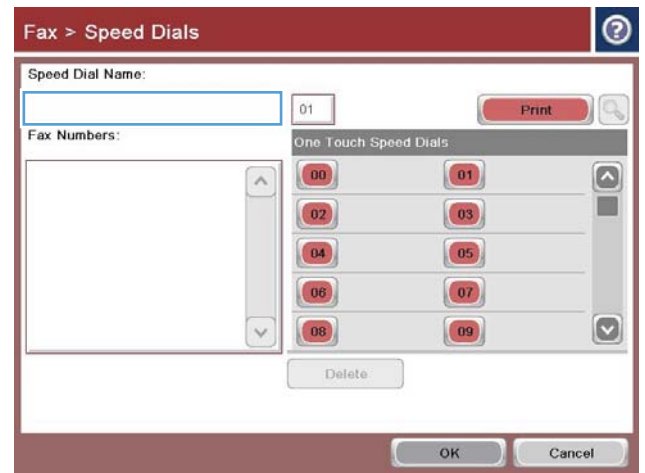 Fax > Speed Dials
?
Speed Dial Name:
01
Print
Fax Numbers:
One Touch Speed Dials
00 01
02 03
04 05
06 07
08 09
Delete
OK Cancel